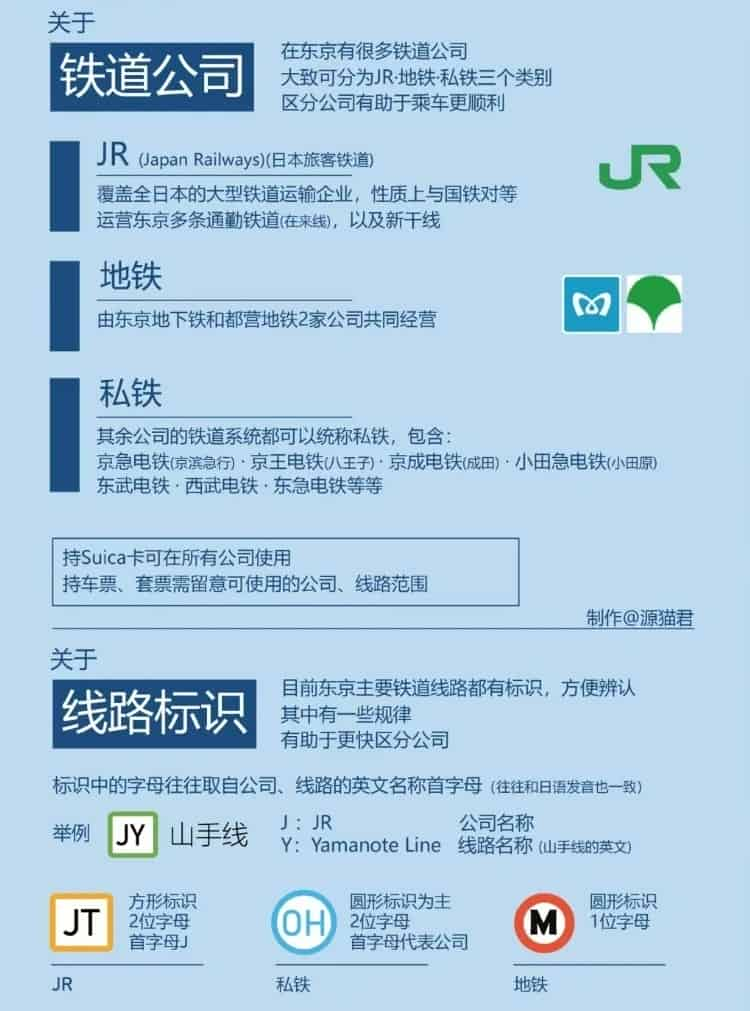 关于
铁道公司
在东京有很多铁道公司
大致可分为JR·地铁·私铁三个类别
区分公司有助于乘车更顺利
JR (Japan Railways)(日本旅客铁道)
JR
覆盖全日本的大型铁道运输企业，性质上与国铁对等
运营东京多条通勤铁道(在来线)，以及新干线
地铁
由东京地下铁和都营地铁2家公司共同经营
私铁
其余公司的铁道系统都可以统称私铁，包含：
京急电铁(京滨急行)·京王电铁(八王子)·京成电铁(成田)·小田急电铁(小田原)
东武电铁·西武电铁·东急电铁等等
持Suica卡可在所有公司使用
持车票、套票需留意可使用的公司、线路范围
制作@源猫君
关于
线路标识
目前东京主要铁道线路都有标识，方便辨认
其中有一些规律
有助于更快区分公司
标识中的字母往往取自公司、线路的英文名称首字母（往往和日语发音也一致）
举例 JY 山手线
J： JR 公司名称
Y：Yamanote Line 线路名称 (山手线的英文)
JT
方形标识
2位字母
首字母J
JR
OH
圆形标识为主
2位字母
首字母代表公司
私铁
M
圆形标识
1位字母
地铁